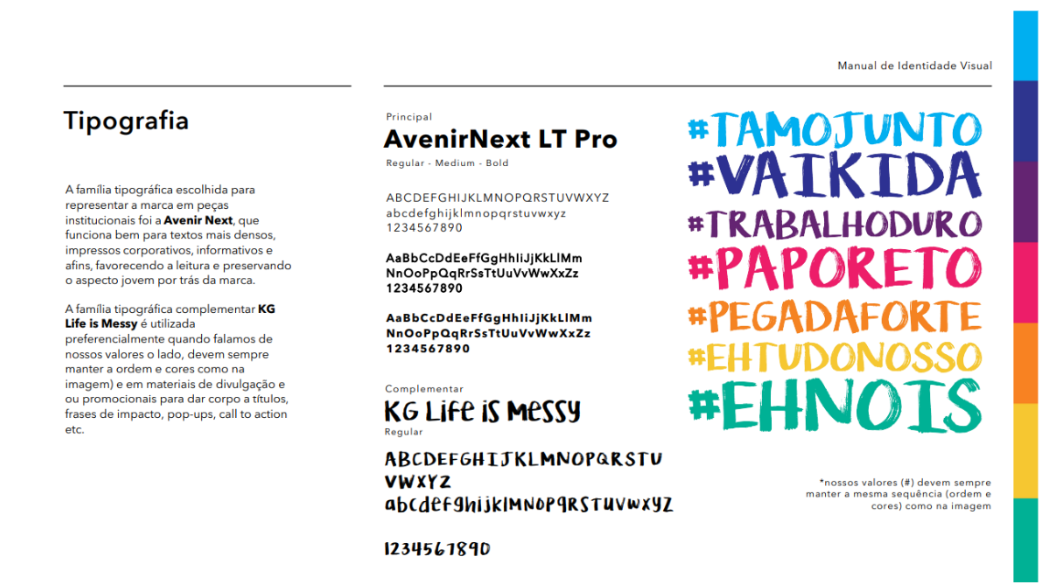 Manual de Identidade Visual
Tipografia
A família tipográfica escolhida para
representar a marca em peças
institucionais foi a Avenir Next, que
funciona bem para textos mais densos,
impressos corporativos, informativos e
afins, favorecendo a leitura e preservando
o aspecto jovem por trás da marca.
A família tipográfica complementar KG
Life is Messy é utilizada
preferencialmente quando falamos de
nossos valores o lado, devem sempre
manter a ordem e cores como na
imagem) e em materiais de divulgação e
ou promocionais para dar corpo a títulos,
frases de impacto, pop-ups, call to action
etc.
Principal
AvenirNext LT Pro
Regular - Medium - Bold
ABCDEFGHIJKLMNOPQRSTUVWXYZ
abcdefghijklmnopqrstuvwxyz
1234567890
AaBbCcDdEeFfGgHhIiJjKkLlMm
NnOoPpQqRrSsTtUuVvWwXxZz
1234567890
AaBbCcDdEeFfGgHhIiJjKkLlMm
NnOoPpQqRrSsTtUuVvWwXxZz
1234567890
Complementar
KG Life is Messy
Regular
ABCDEFGHIJKLMNOPQRSTU
VWXYZ
abcdefghijklmnopqrstuvwxyz
1234567890
#TAMOJUNTO
#VAIKIDA
#TRABALHODURO
#PAPORETO
#PEGADAFORTE
#EHTUDONOSSO
#EHNOIS
*nossos valores (#) devem sempre
manter a mesma sequência (ordem e
cores) como na imagem